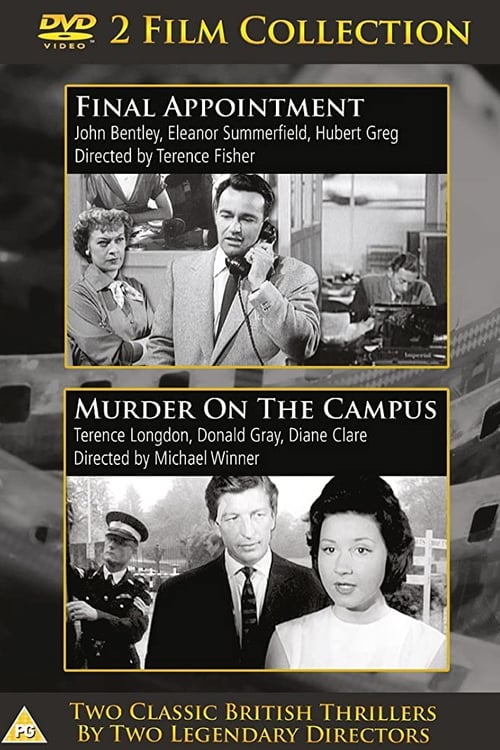 DVD
VIDEO™
2 FILM COLLECTION
FINAL APPOINTMENT
John Bentley, Eleanor Summerfield, Hubert Greg
Directed by Terence Fisher
Imperial
MURDER ON THE CAMPUS
Terence Longdon, Donald Gray, Diane Clare
Directed by Michael Winner
PG
TWO CLASSIC BRITISH THRILLERS
BY TWO LEGENDARY DIRECTORS